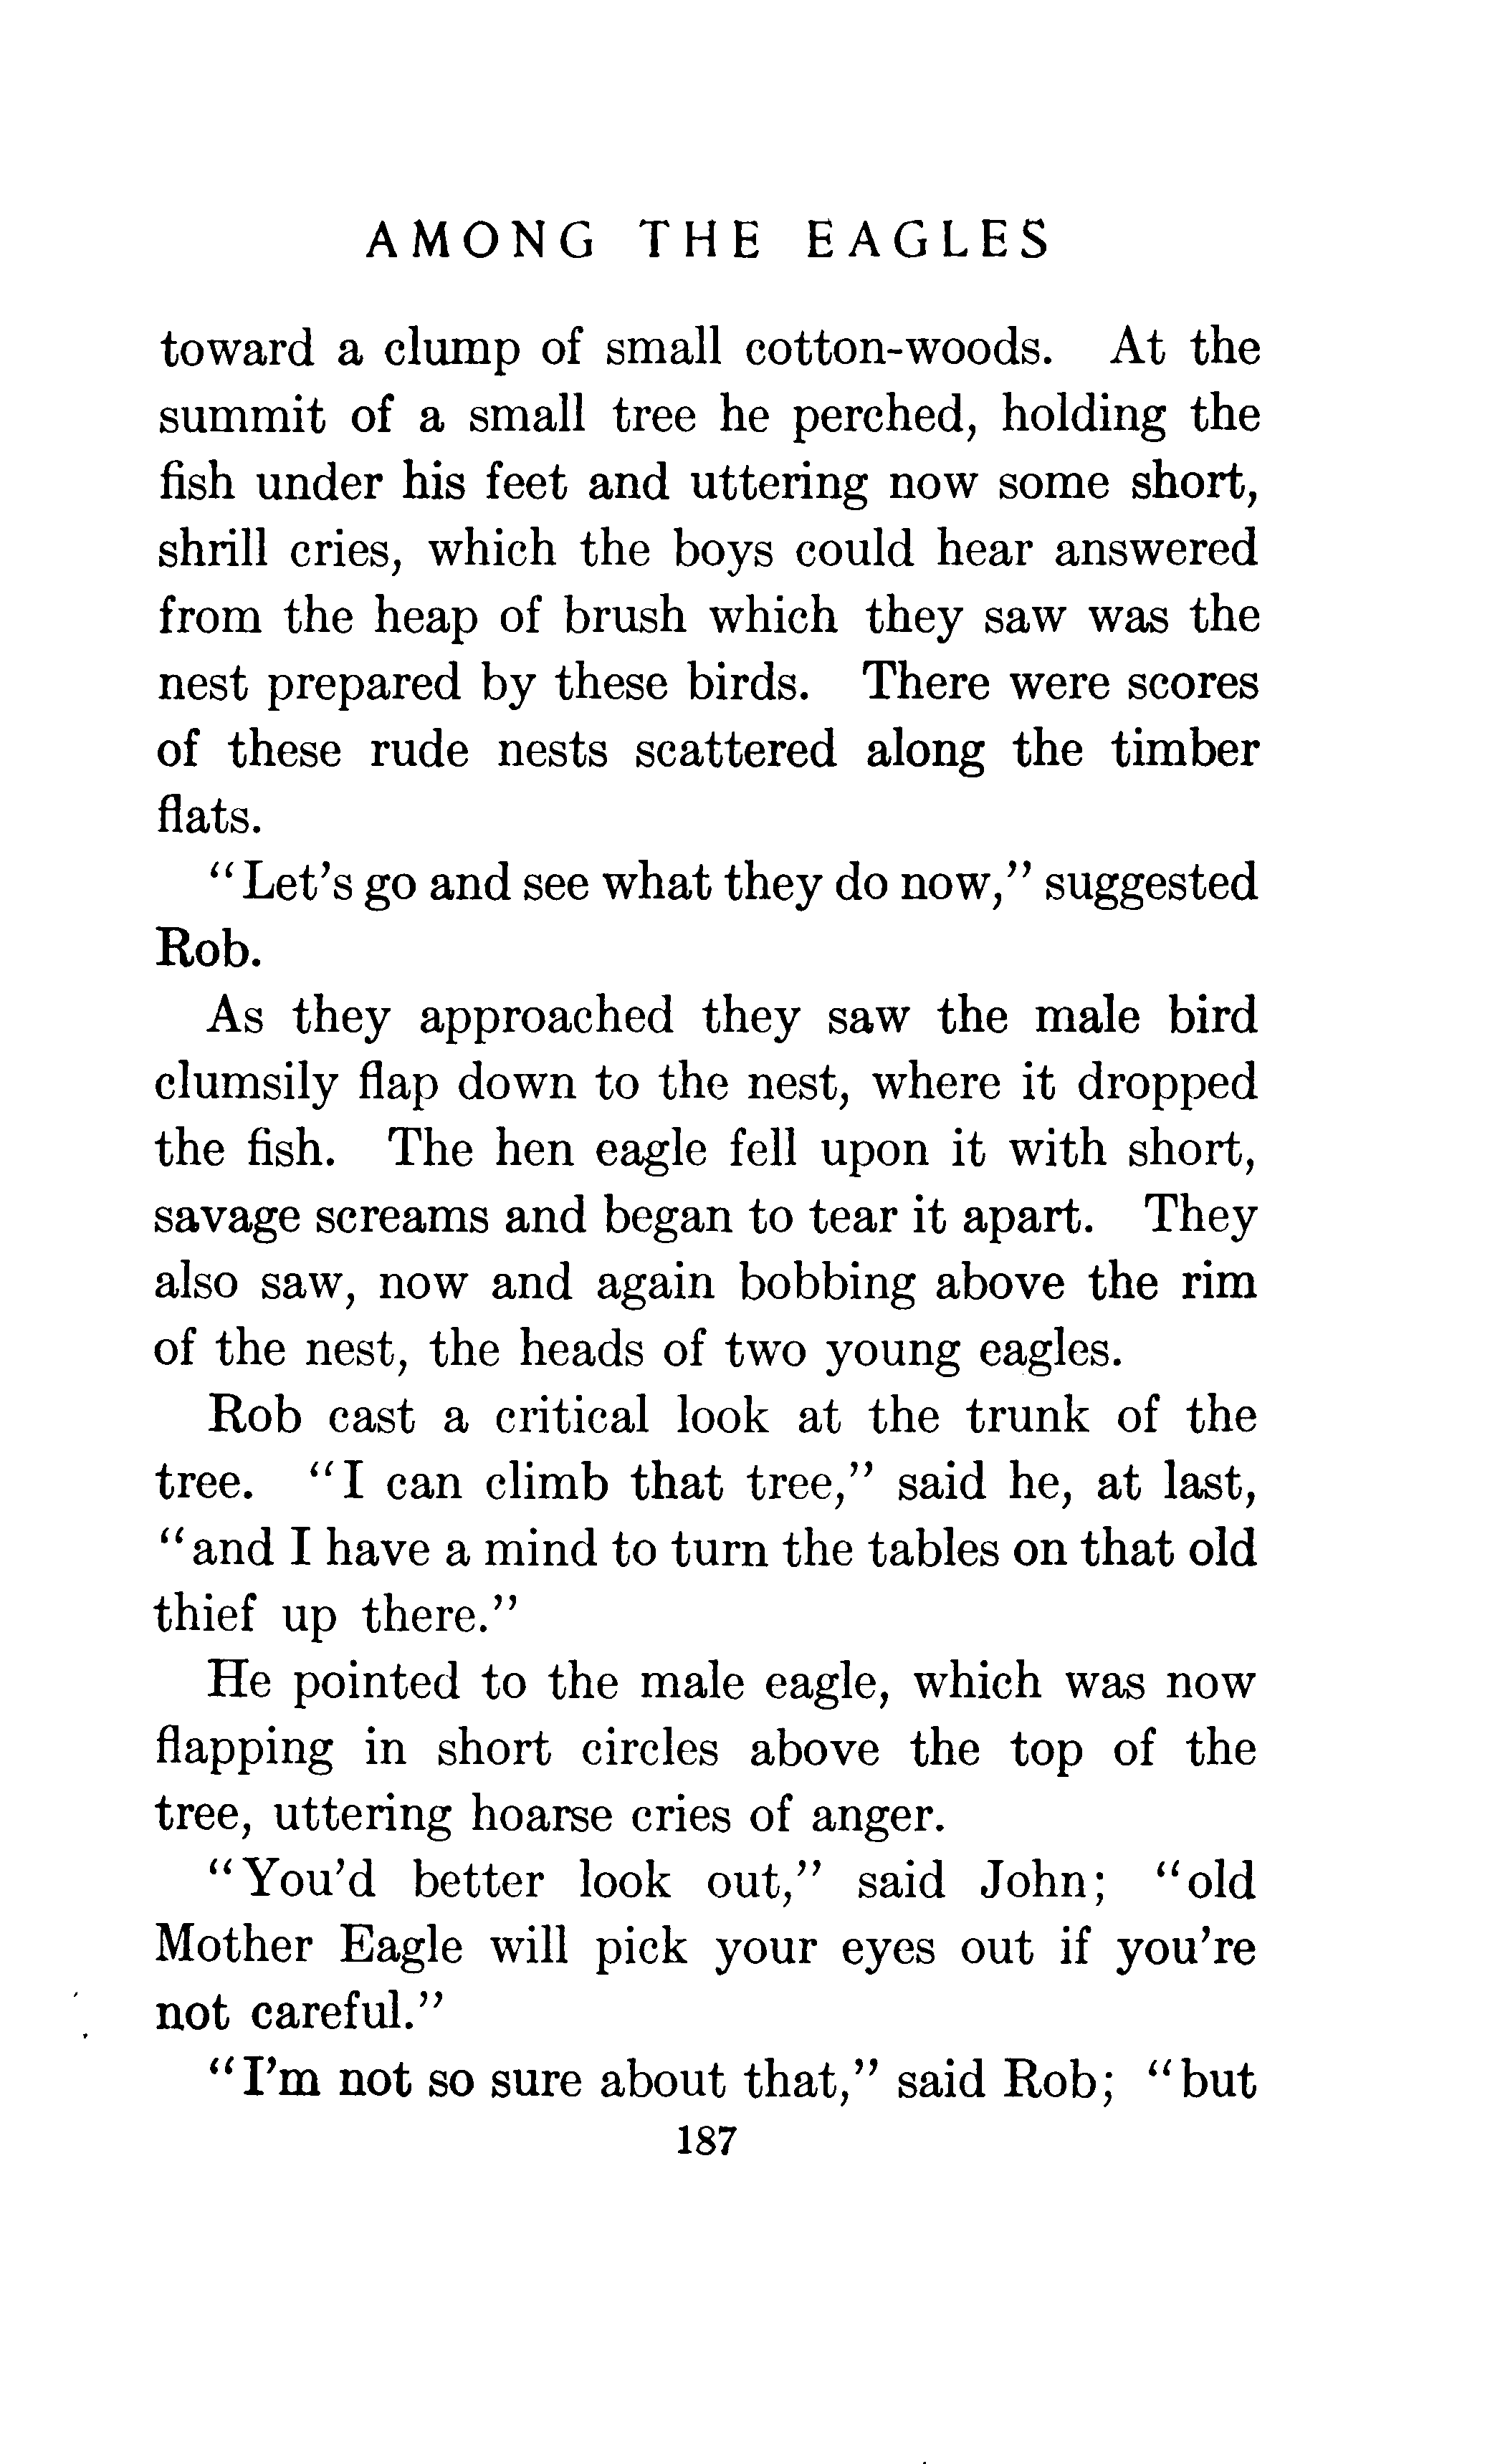 AMONG THE EAGLES
toward a clump of small cotton-woods. At the
summit of a small tree he perched, holding the
fish under his feet and uttering now some short,
shrill cries, which the boys could hear answered
from the heap of brush which they saw was the
nest prepared by these birds. There were scores
of these rude nests scattered along the timber
flats.
"Let's go and see what they do now," suggested
Rob.
As they approached they saw the male bird
clumsily flap down to the nest, where it dropped
the fish. The hen eagle fell upon it with short,
savage screams and began to tear it apart. They
also saw, now and again bobbing above the rim
of the nest, the heads of two young eagles.
Rob cast a critical look at the trunk of the
tree. "I can climb that tree," said he, at last,
"and I have a mind to turn the tables on that old
thief up there."
He pointed to the male eagle, which was now
flapping in short circles above the top of the
tree, uttering hoarse cries of anger.
"You'd better look out," said John; "old
Mother Eagle will pick your eyes out if you're
not careful."
"I'm not so sure about that," said Rob; "but
187